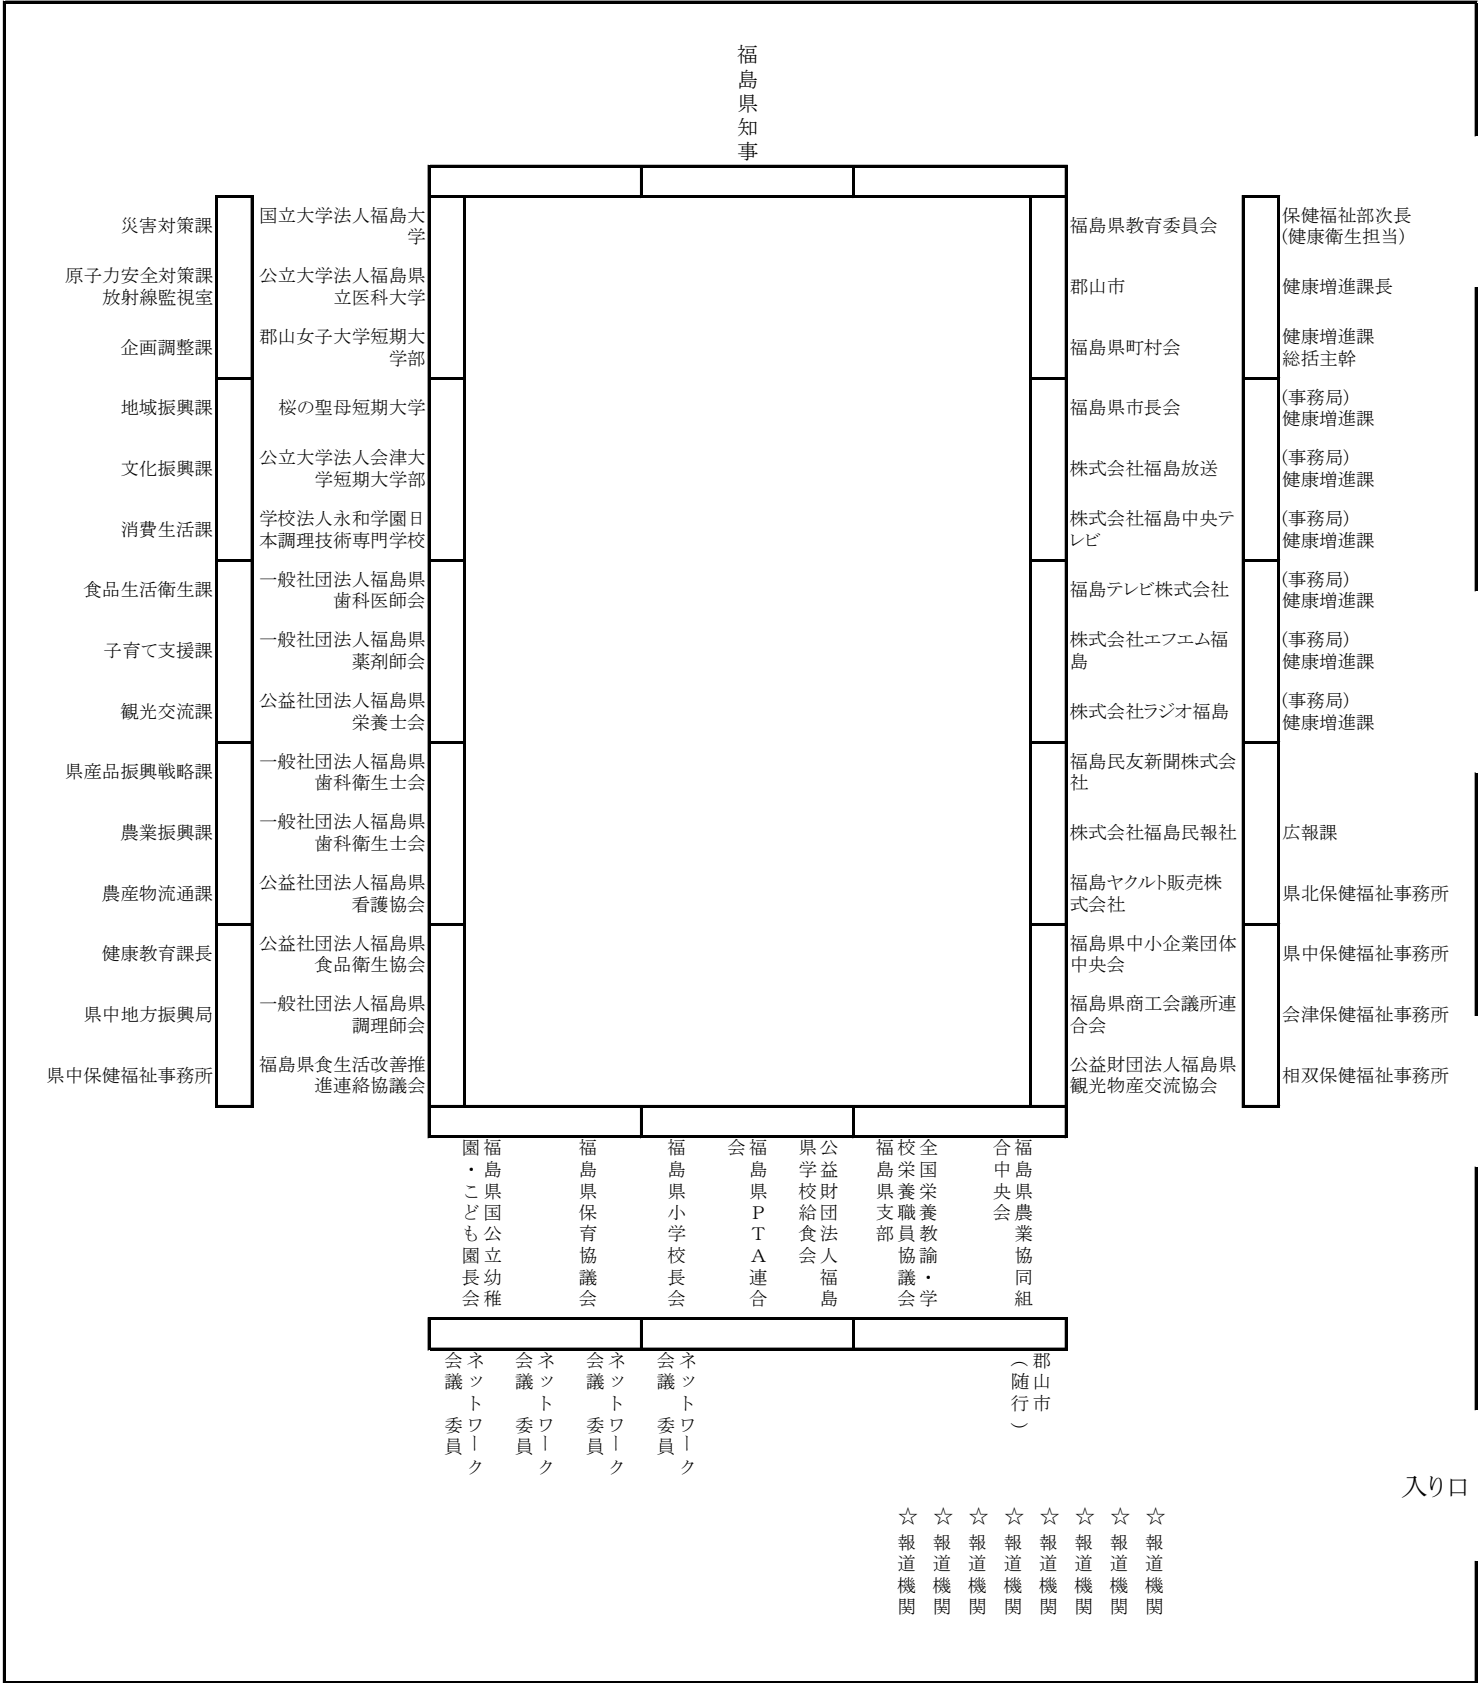 福島県知事
災害対策課
原子力安全対策課
放射線監視室
企画調整課
地域振興課
文化振興課
消費生活課
食品生活衛生課
子育て支援課
観光交流課
県産品振興戦略課
農業振興課
農産物流通課
健康教育課長
県中地方振興局
県中保健福祉事務所
国立大学法人福島大
学
公立大学法人福島県
立医科大学
郡山女子大学短期大
学部
桜の聖母短期大学
公立大学法人会津大
学短期大学部
学校法人永和学園日
本調理技術専門学校
一般社団法人福島県
歯科医師会
一般社団法人福島県
薬剤師会
公益社団法人福島県
栄養士会
一般社団法人福島県
歯科衛生士会
一般社団法人福島県
歯科衛生士会
公益社団法人福島県
看護協会
公益社団法人福島県
食品衛生協会
一般社団法人福島県
調理師会
福島県食生活改善推
進連絡協議会
福島県教育委員会
郡山市
福島県町村会
福島県市長会
株式会社福島放送
株式会社福島中央テ
レビ
福島テレビ株式会社
株式会社エフエム福
島
株式会社ラジオ福島
福島民友新聞株式会
社
株式会社福島民報社
福島ヤクルト販売株
式会社
福島県中小企業団体
中央会
福島県商工会議所連
合会
公益財団法人福島県
観光物産交流協会
保健福祉部次長
(健康衛生担当)
健康増進課長
健康増進課
総括主幹
(事務局)
健康増進課
(事務局)
健康増進課
(事務局)
健康増進課
(事務局)
健康増進課
(事務局)
健康増進課
(事務局)
健康増進課
広報課
県北保健福祉事務所
県中保健福祉事務所
会津保健福祉事務所
相双保健福祉事務所
福島県国公立幼稚
園・こども園長会
福島県保育協議会
福島県小学校長会
福島県PTA連合
会
公益財団法人福島
県学校給食会
全国栄養教諭・学
校栄養職員協議会
福島県支部
福島県農業協同組
合中央会
ネットワーク
会議 委員
ネットワーク
会議 委員
ネットワーク
会議 委員
ネットワーク
会議 委員
郡山市
(随行)
入り口
☆報道機関
☆報道機関
☆報道機関
☆報道機関
☆報道機関
☆報道機関
☆報道機関
☆報道機関